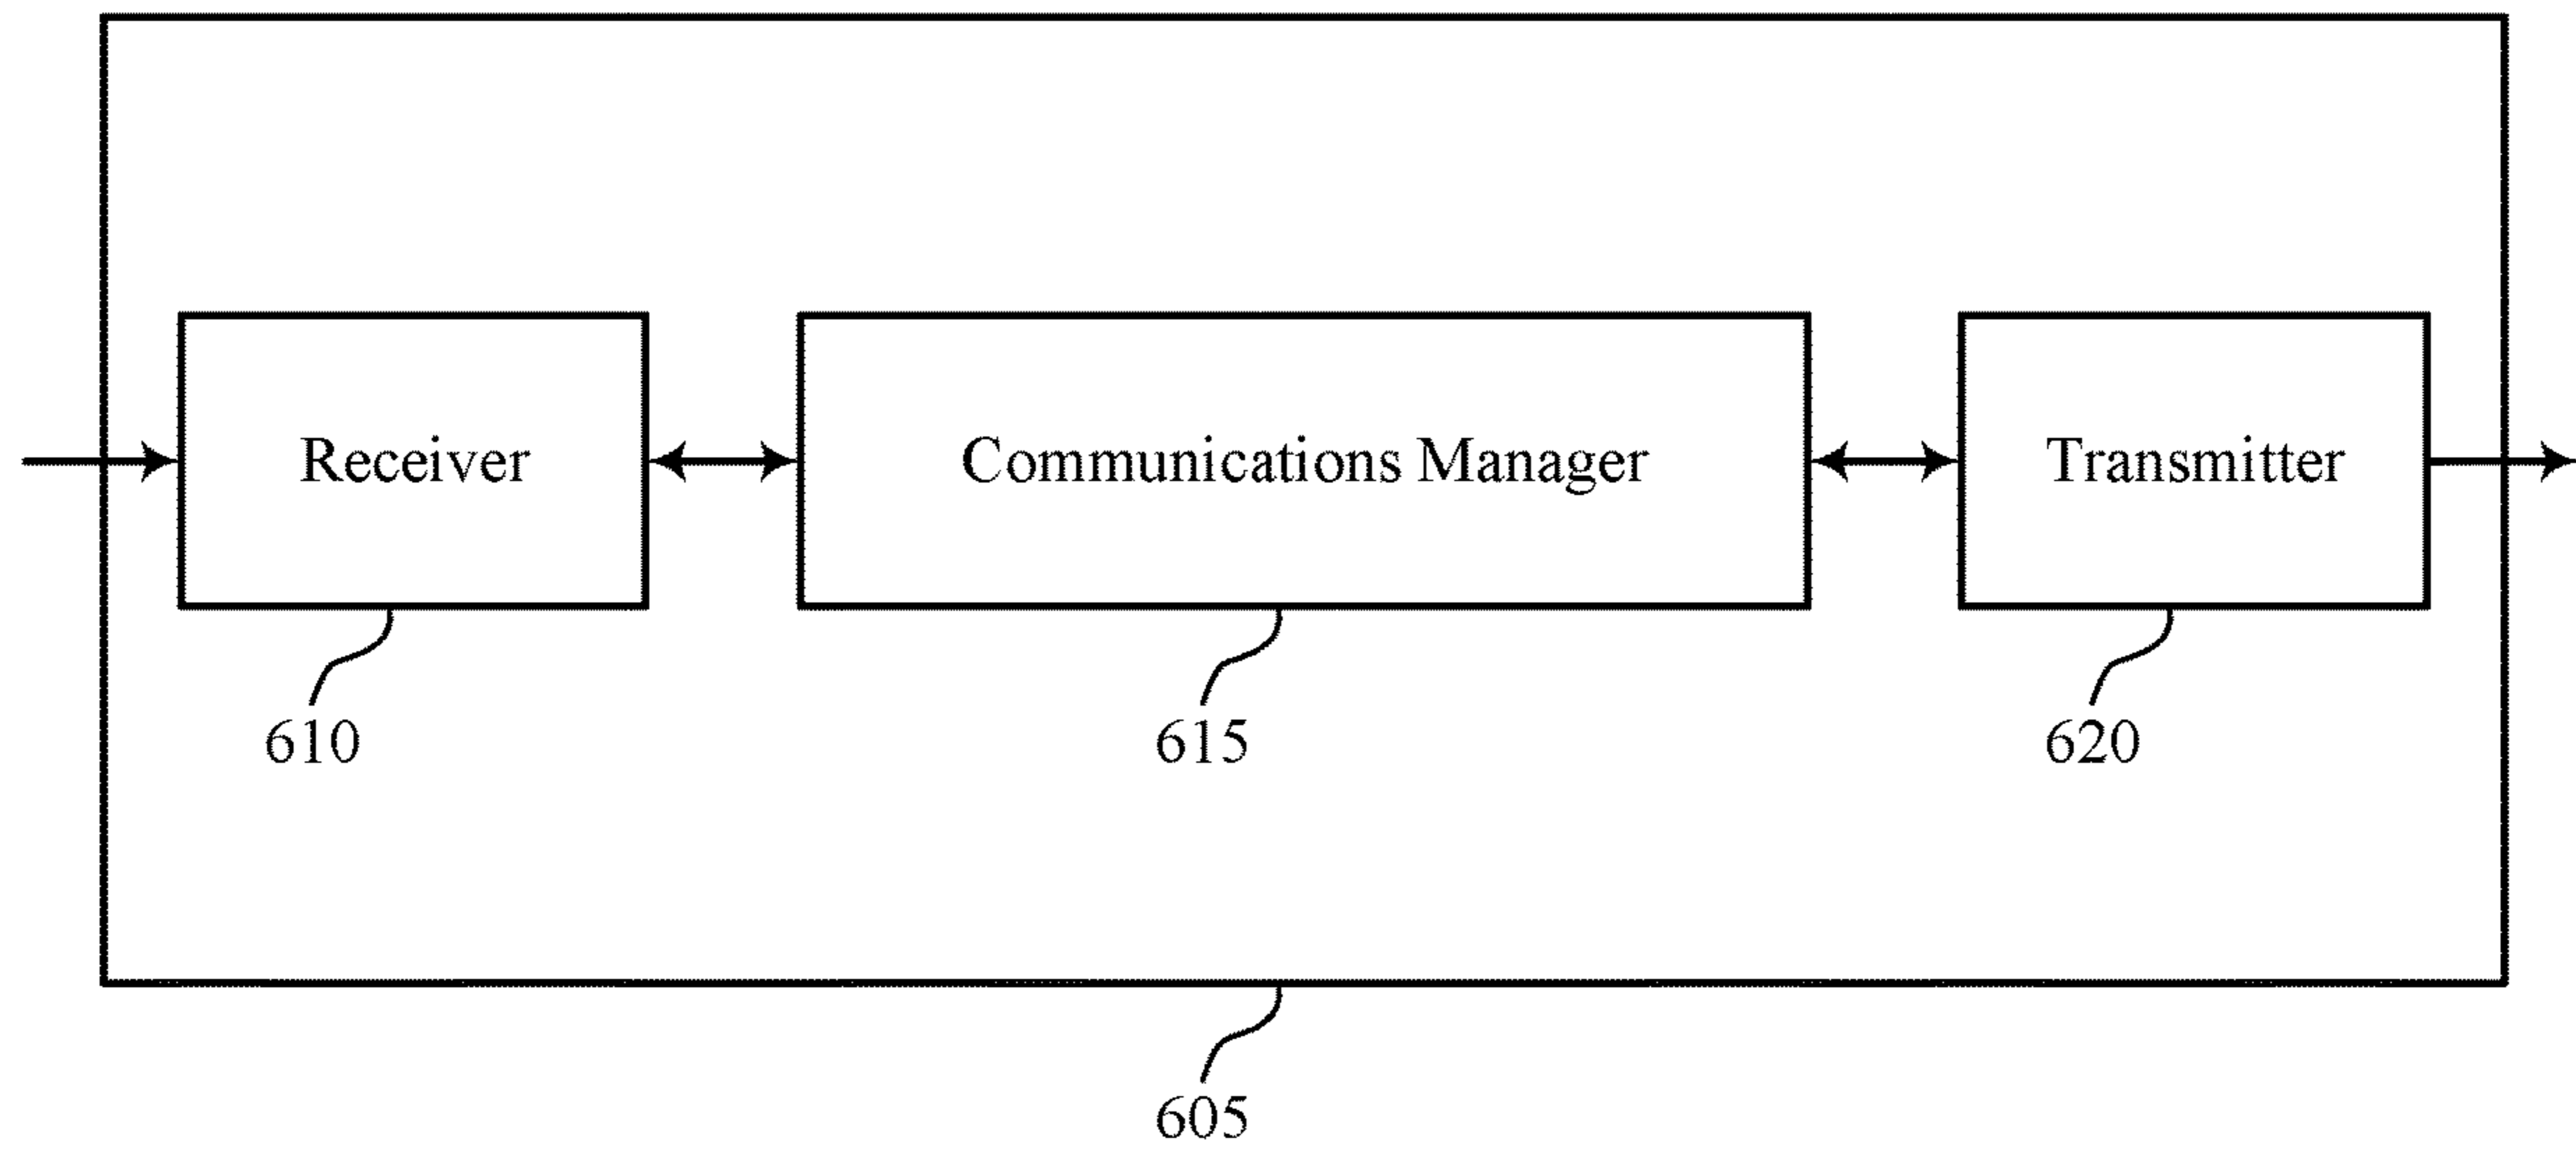 Receiver
Communications Manager
Transmitter
610
615
620
605